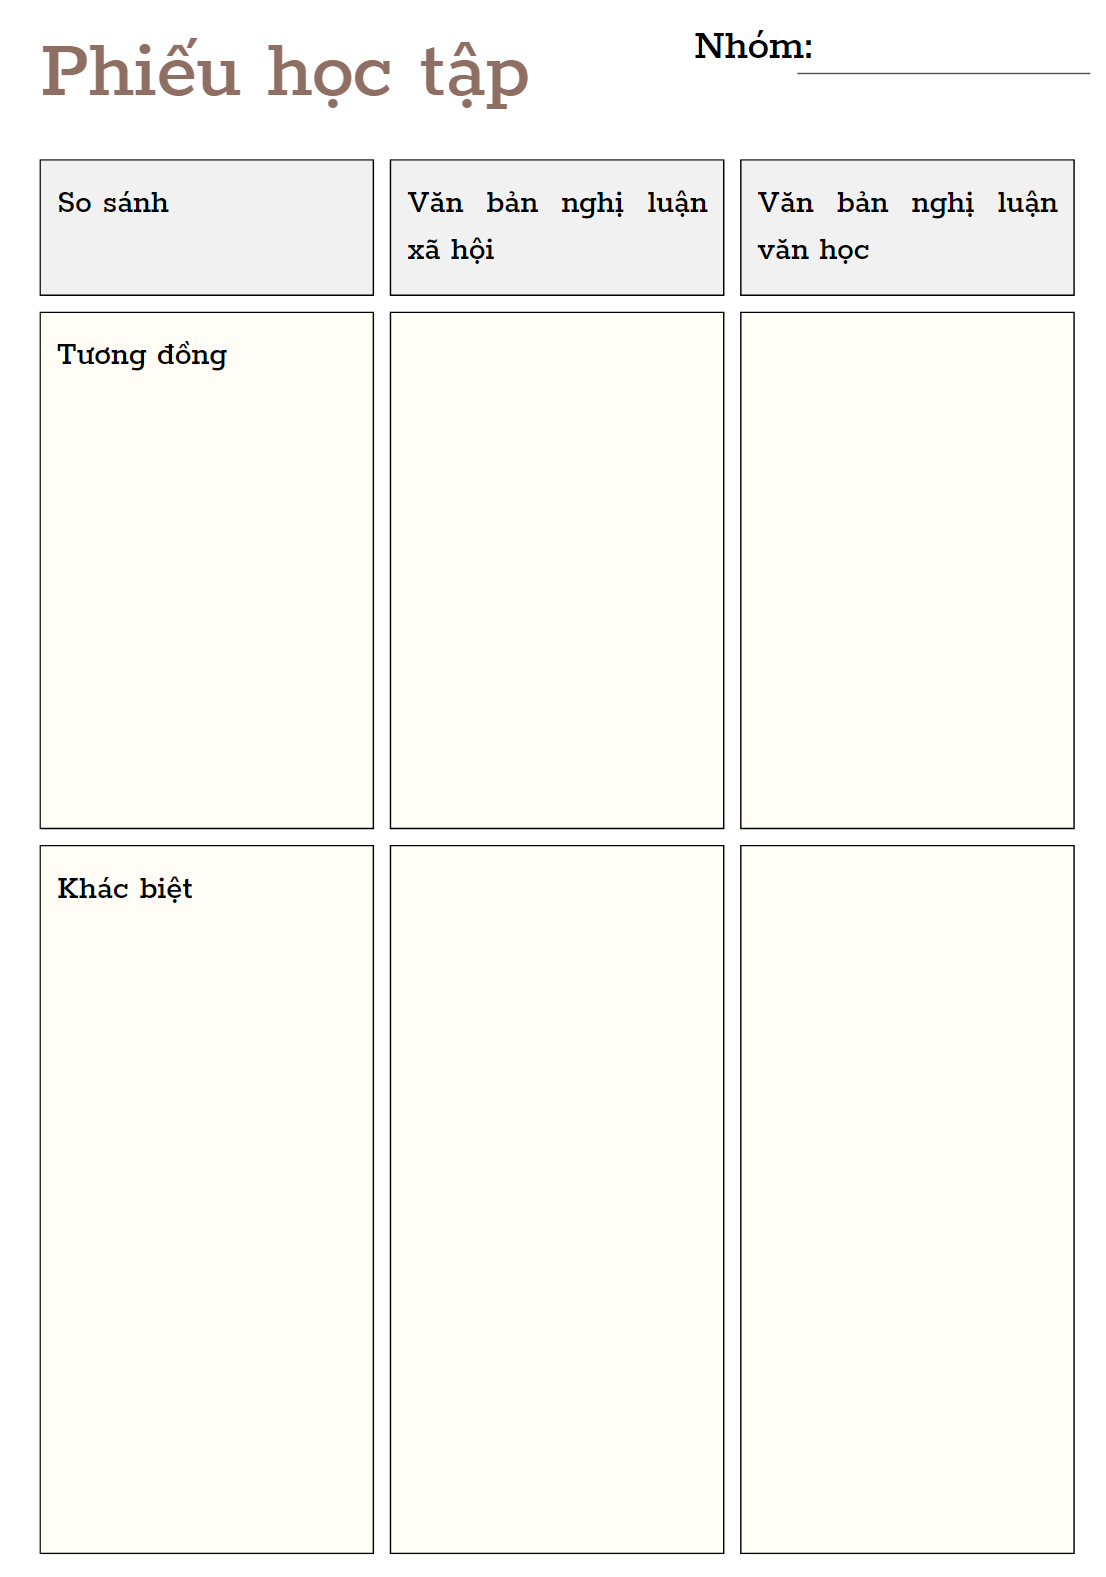 Phiếu học tập
Nhóm:
So sánh
Văn bản nghị luận
xã hội
Văn bản nghị luận
văn học
Tương đồng
Khác biệt